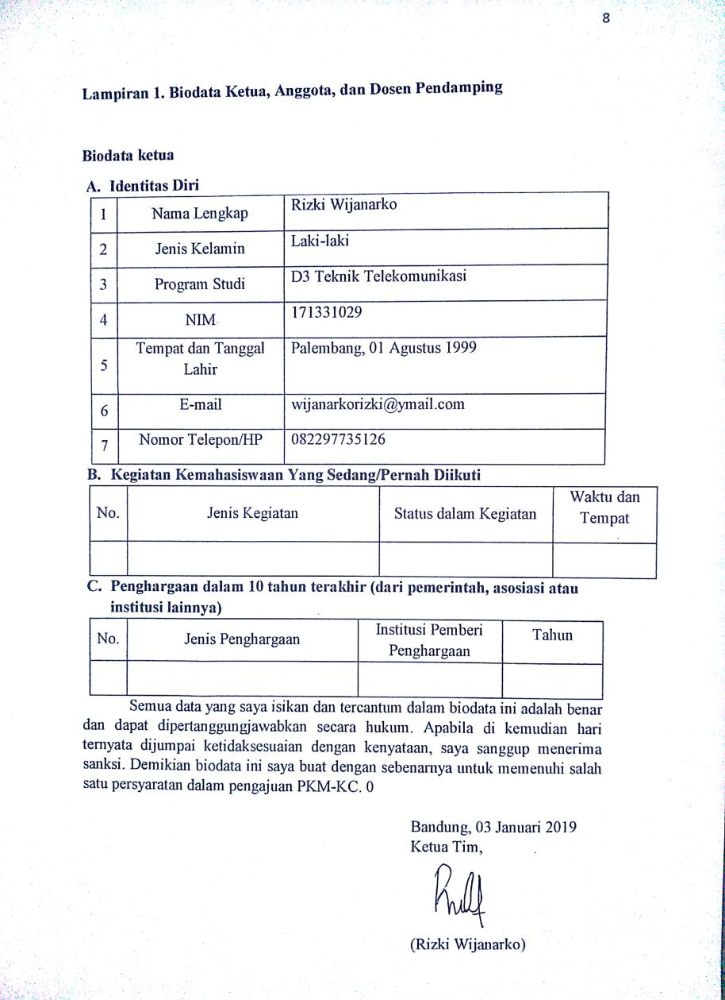 8
Lampiran 1. Biodata Ketua, Anggota, dan Dosen Pendamping
Biodata ketua
A. Identitas Diri
1 Nama Lengkap Rizki Wijanarko
2 Jenis Kelamin Laki-laki
3 Program Studi D3 Teknik Telekomunikasi
4 NIM 171331029
5 Tempat dan Tanggal Lahir Palembang, 01 Agustus 1999
6 E-mail wijanarkorizki@ymail.com
7 Nomor Telepon/HP 082297735126
B. Kegiatan Kemahasiswaan Yang Sedang/Pernah Diikuti
No. Jenis Kegiatan Status dalam Kegiatan Waktu dan Tempat
C. Penghargaan dalam 10 tahun terakhir (dari pemerintah, asosiasi atau
institusi lainnya)
No. Jenis Penghargaan Institusi Pemberi Penghargaan Tahun
Semua data yang saya isikan dan tercantum dalam biodata ini adalah benar
dan dapat dipertanggungjawabkan secara hukum. Apabila di kemudian hari
ternyata dijumpai ketidaksesuaian dengan kenyataan, saya sanggup menerima
sanksi. Demikian biodata ini saya buat dengan sebenarnya untuk memenuhi salah
satu persyaratan dalam pengajuan PKM-KC. 0
Bandung, 03 Januari 2019
Ketua Tim,
(Rizki Wijanarko)